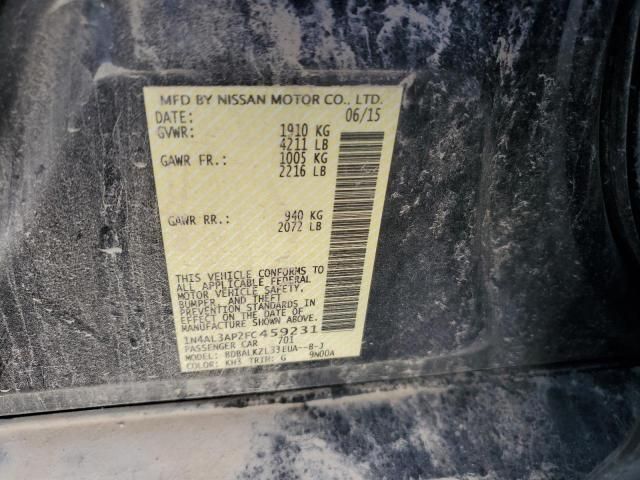 MFD BY NISSAN MOTOR CO., LTD.
DATE: 06/15
GVWR: 1910 KG
4211 LB
GAWR FR.: 1005 KG
2216 LB
GAWR RR.: 940 KG
2072 LB
THIS VEHICLE CONFORMS TO
ALL APPLICABLE FEDERAL
MOTOR VEHICLE SAFETY,
BUMPER, AND THEFT
PREVENTION STANDARDS IN
EFFECT ON THE DATE OF
MANUFACTURE SHOWN ABOVE.
1N4AL3AP2FC459231
PASSENGER CAR 701
MODEL: BDBALKZL33EUA--B-J
COLOR: KH3 TRIM: G 9N00A